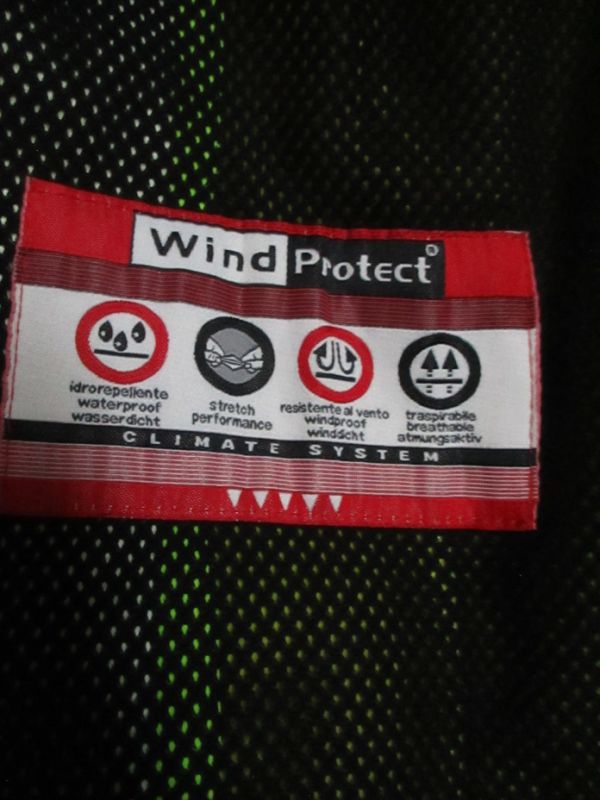 Wind Protect®
idrorepellente
waterproof
wasserdicht
stretch
performance
resistente al vento
windproof
winddicht
traspirabile
breathable
atmungsaktiv
CLIMATE SYSTEM